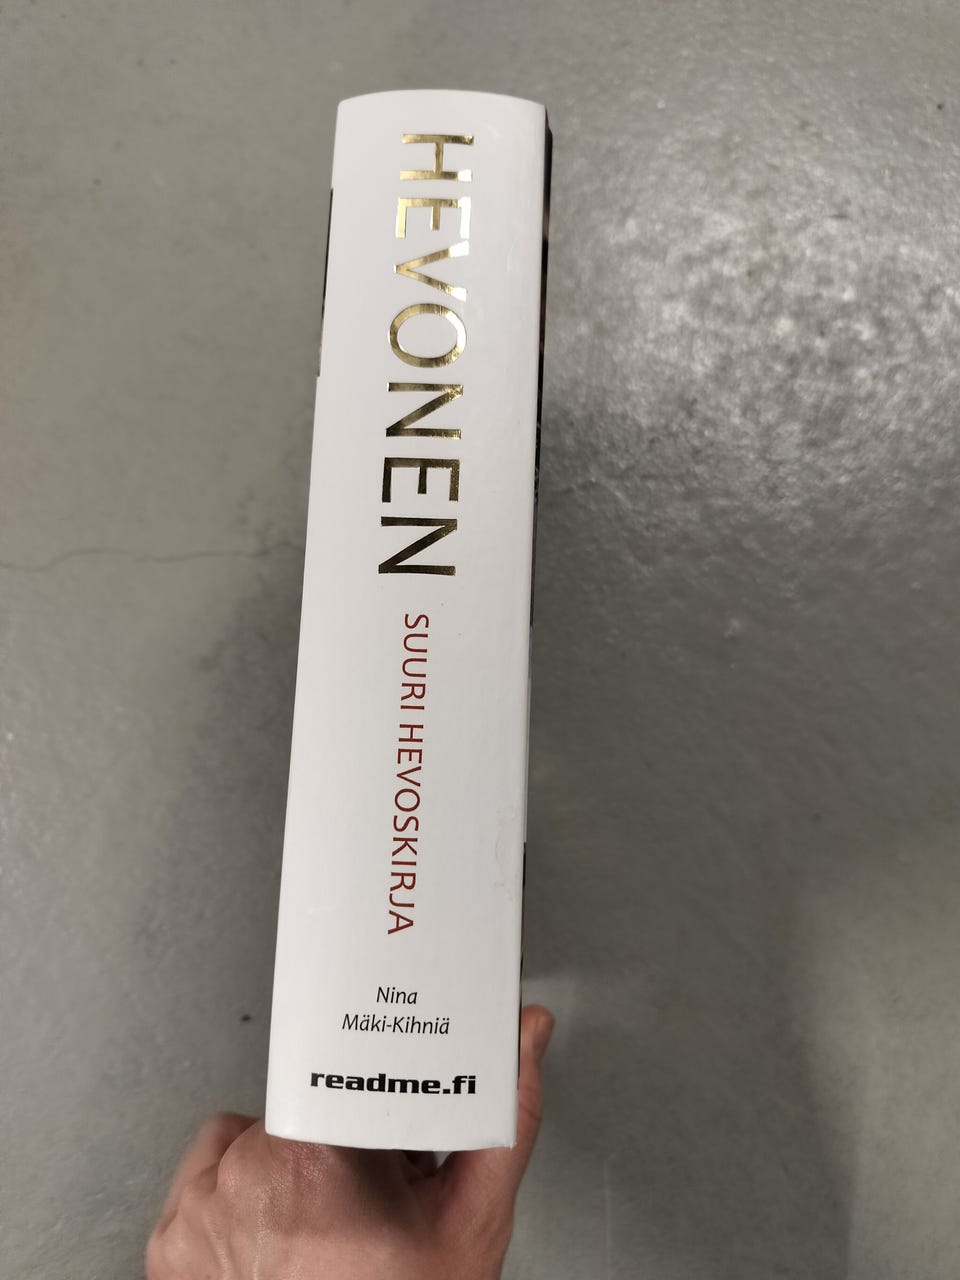 HEVONEN
SUURI HEVOSKIRJA
Nina
Mäki-Kihniä
readme.fi